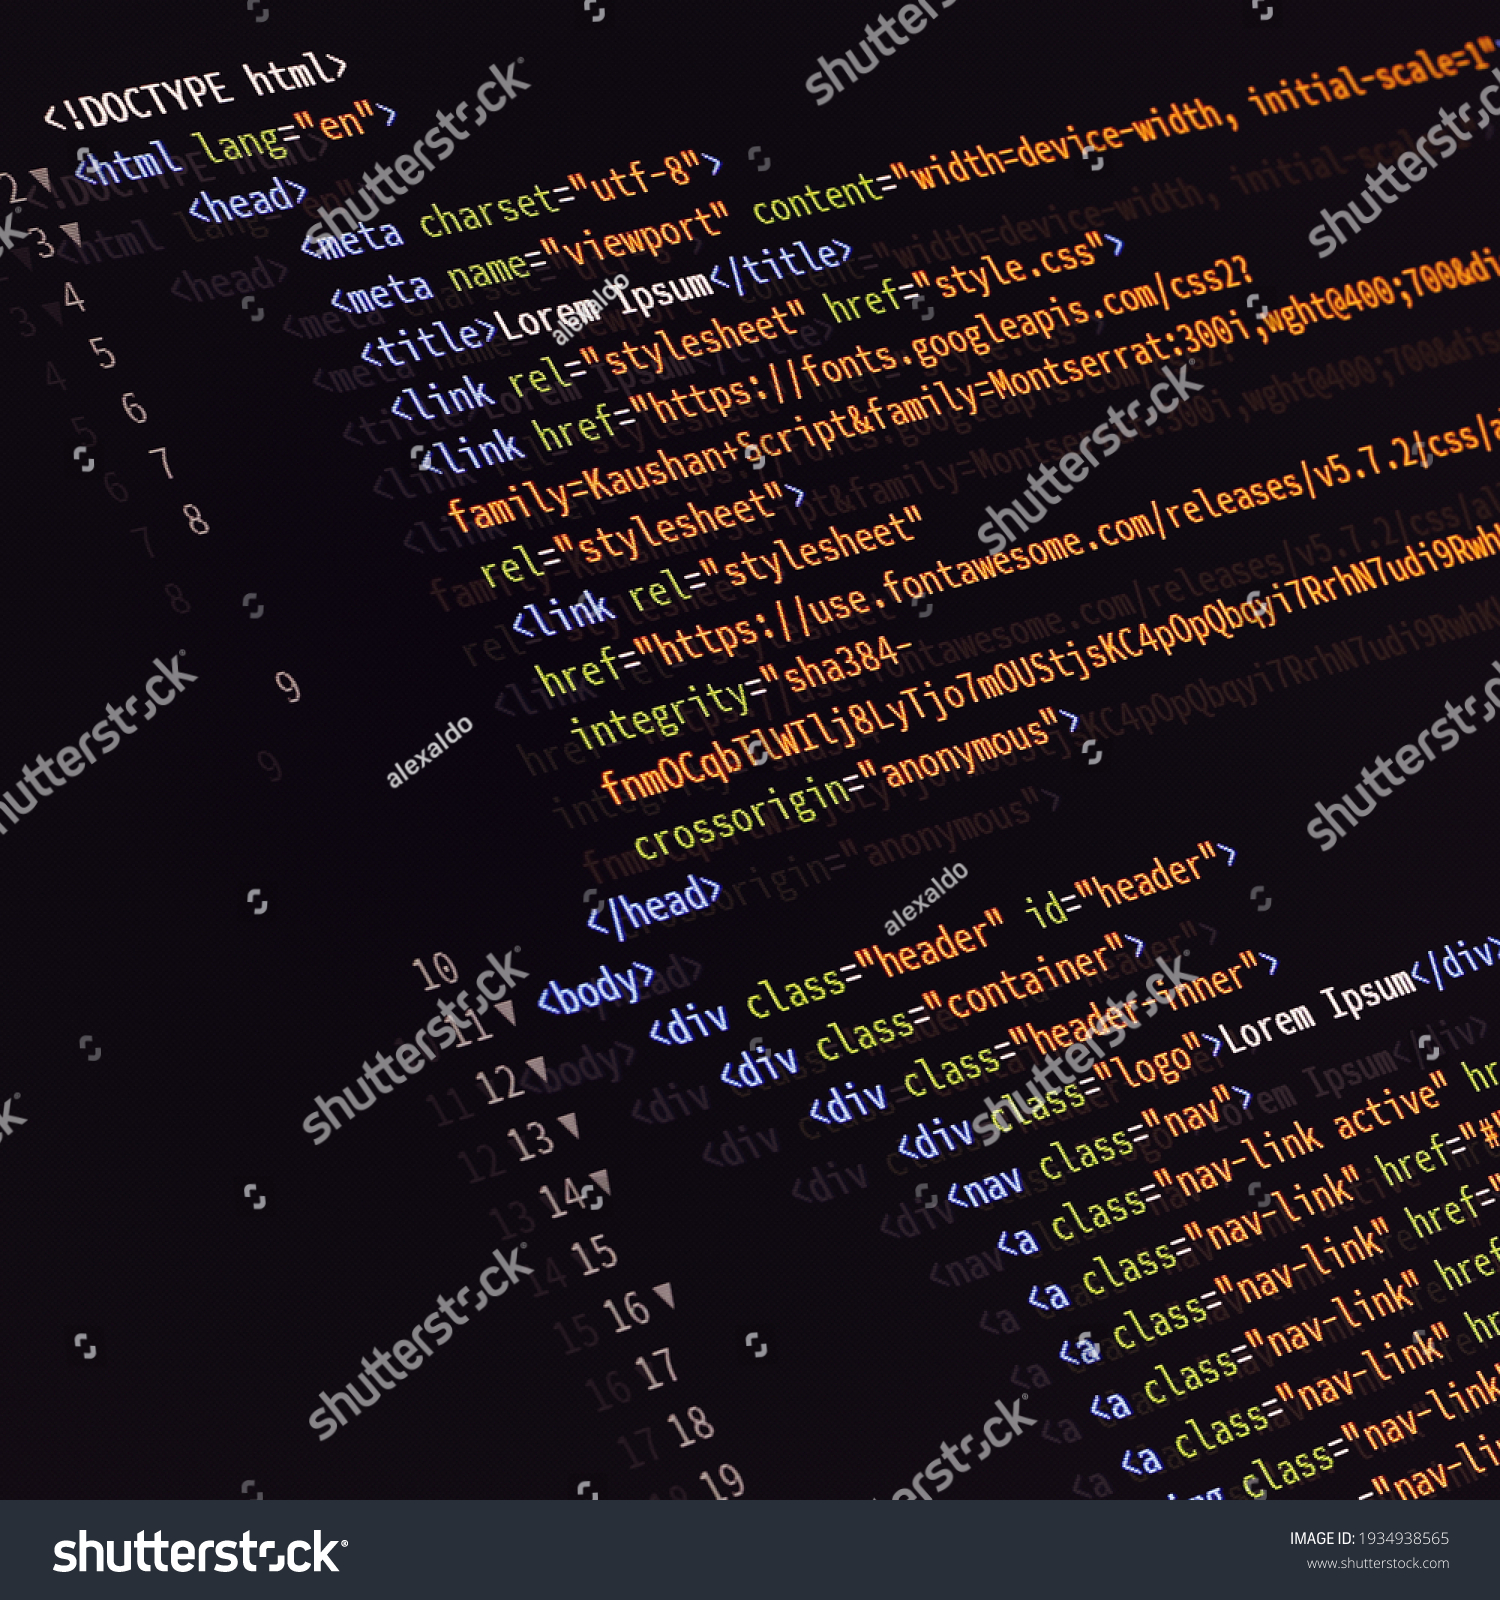 <!DOCTYPE html>
2 <html lang="en">
3 <head>
4 <meta charset="utf-8">
5 <meta name="viewport" content="width=device-width, initial-scale=1"
6 <title>Lorem Ipsum</title>
7 <link rel="stylesheet" href="style.css">
8 <link href="https://fonts.googleapis.com/css2?
family=Kaushan+Script&family=Montserrat:300i,wght@400;700&di
rel="stylesheet">
9 <link rel="stylesheet"
href="https://use.fontawesome.com/releases/v5.7.2/css/a
integrity="sha384-
fnmOCqbTlWIlj8LyTjo7mOUStjsKC4pOpQbqyi7RrhN7udi9Rwh
crossorigin="anonymous">
10 </head>
11 <body>
12 <div class="header" id="header">
13 <div class="container">
14 <div class="header-inner">
15 <div class="logo">Lorem Ipsum</div>
16 <nav class="nav">
17 <a class="nav-link active" hr
18 <a class="nav-link" href="#"
19 <a class="nav-link" href="
<a class="nav-link" href
<a class="nav-link" hr
class="nav-link"
"nav-li
shutterstock
alexaldo
shutterstock
IMAGE ID: 1934938565
www.shutterstock.com